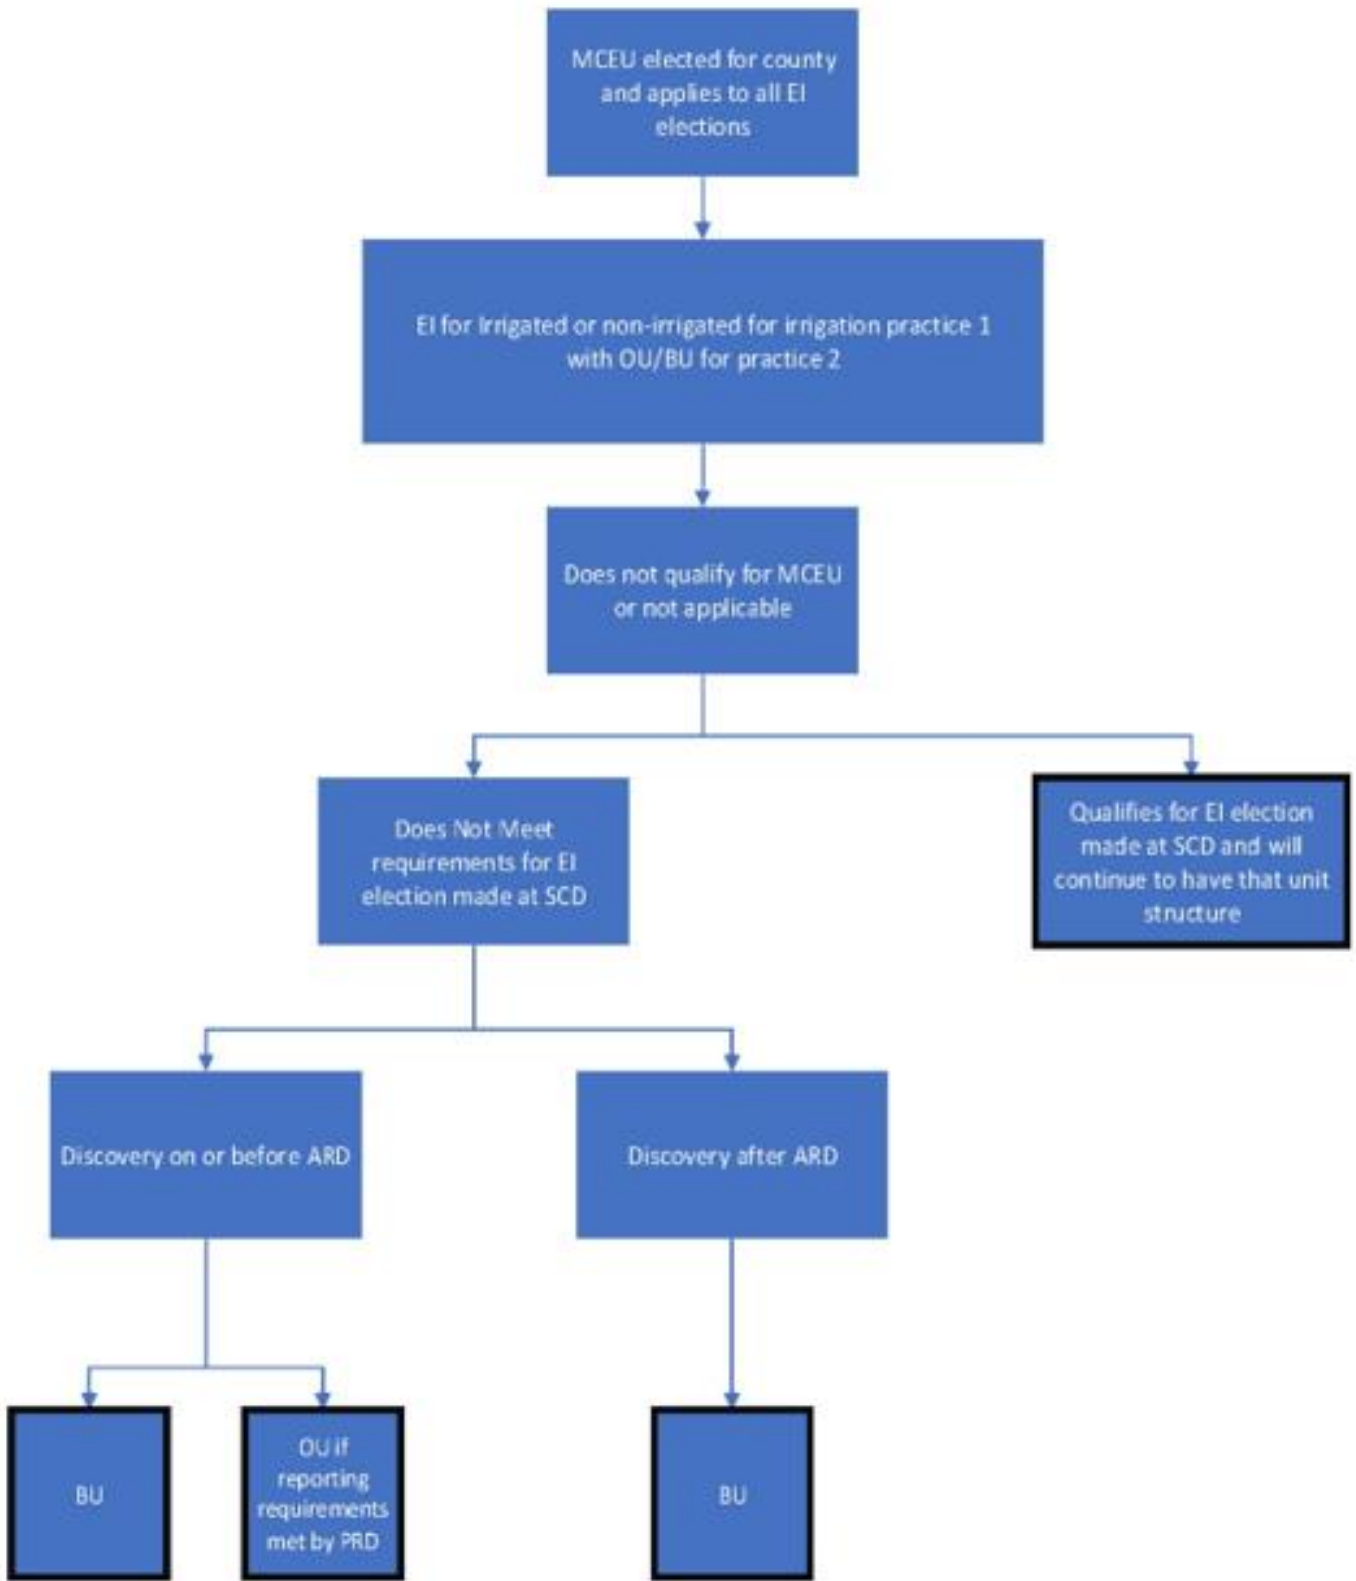 MCEU elected for county
and applies to all EI
elections
EI for Irrigated or non-irrigated for irrigation practice 1
with OU/BU for practice 2
Does not qualify for MCEU
or not applicable
Does Not Meet
requirements for EI
election made at SCD
Qualifies for EI election
made at SCD and will
continue to have that unit
structure
Discovery on or before ARD
Discovery after ARD
BU
OU if
reporting
requirements
met by PRD
BU